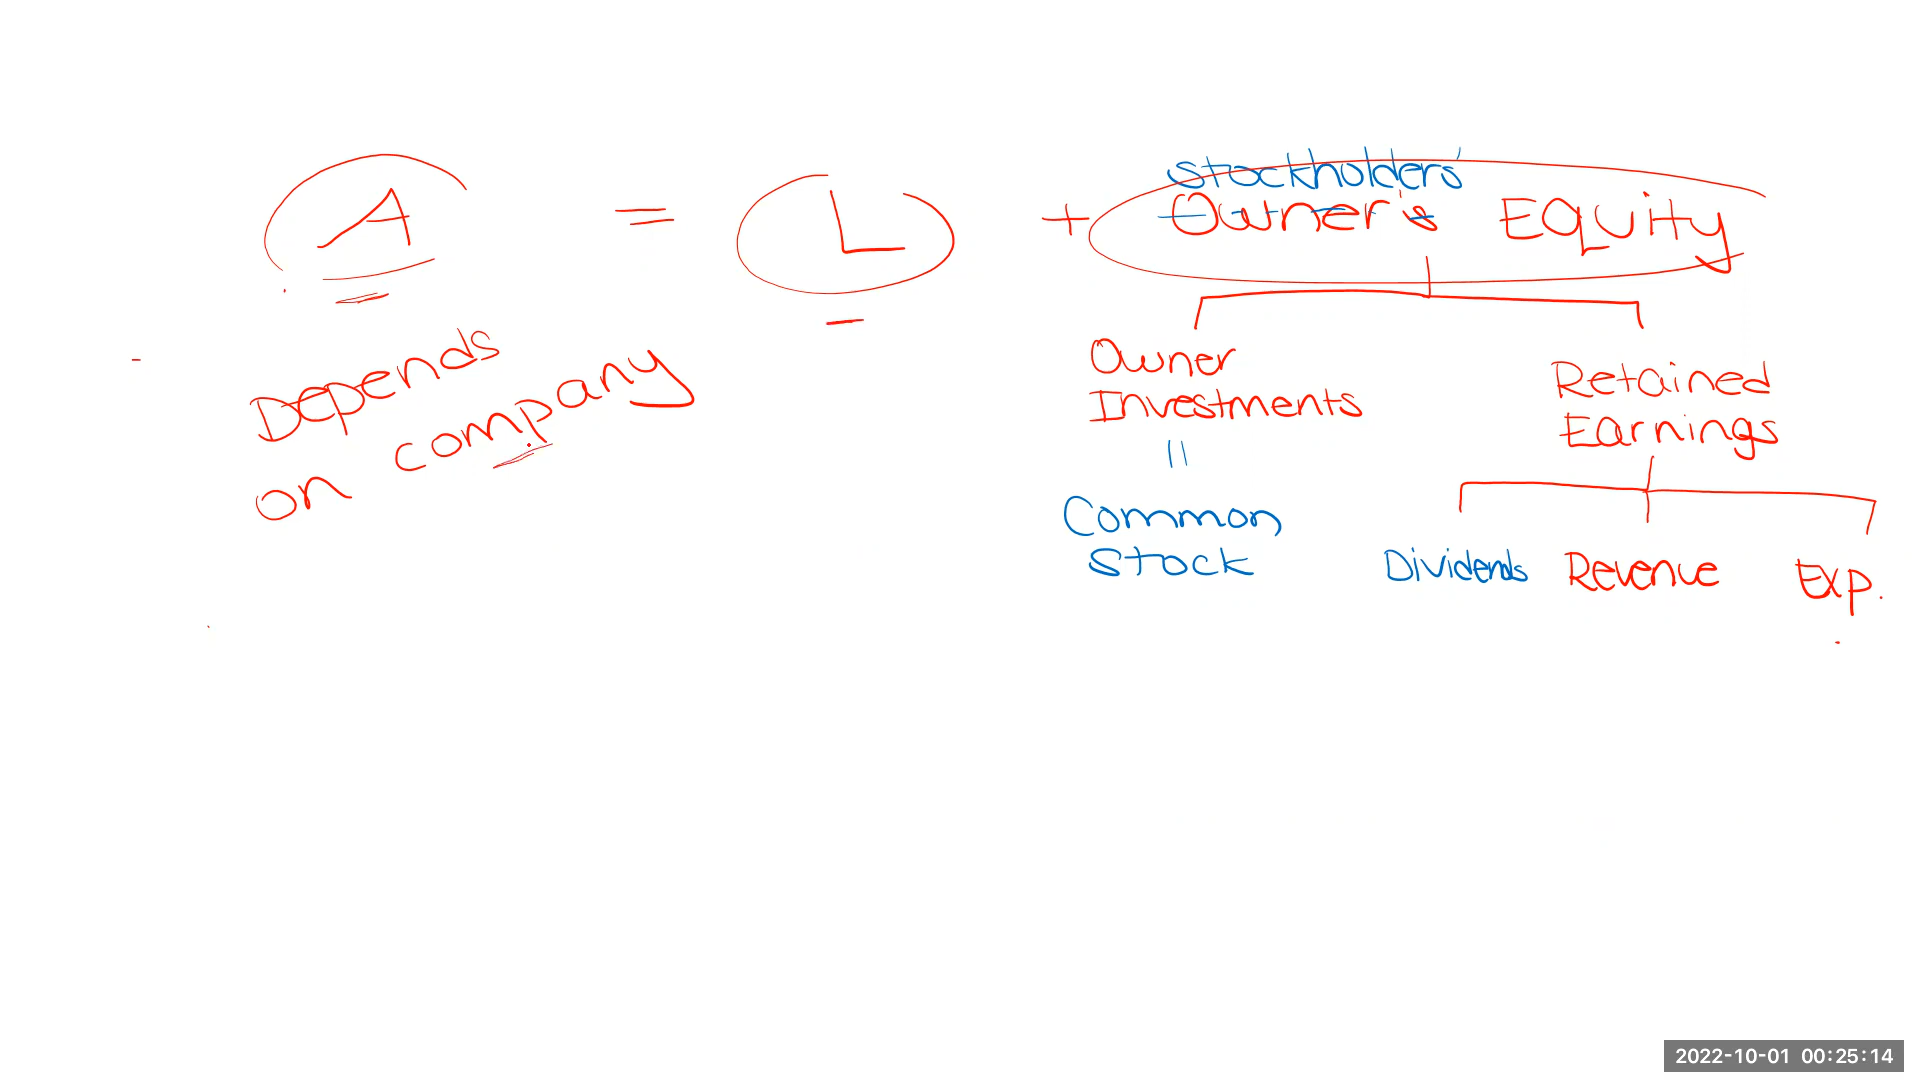 Stockholders'
A = L + Owner's Equity
Depends
on company
Owner
Investments
=
Common
Stock
Retained
Earnings
Dividends Revenue Exp.
2022-10-01 00:25:14